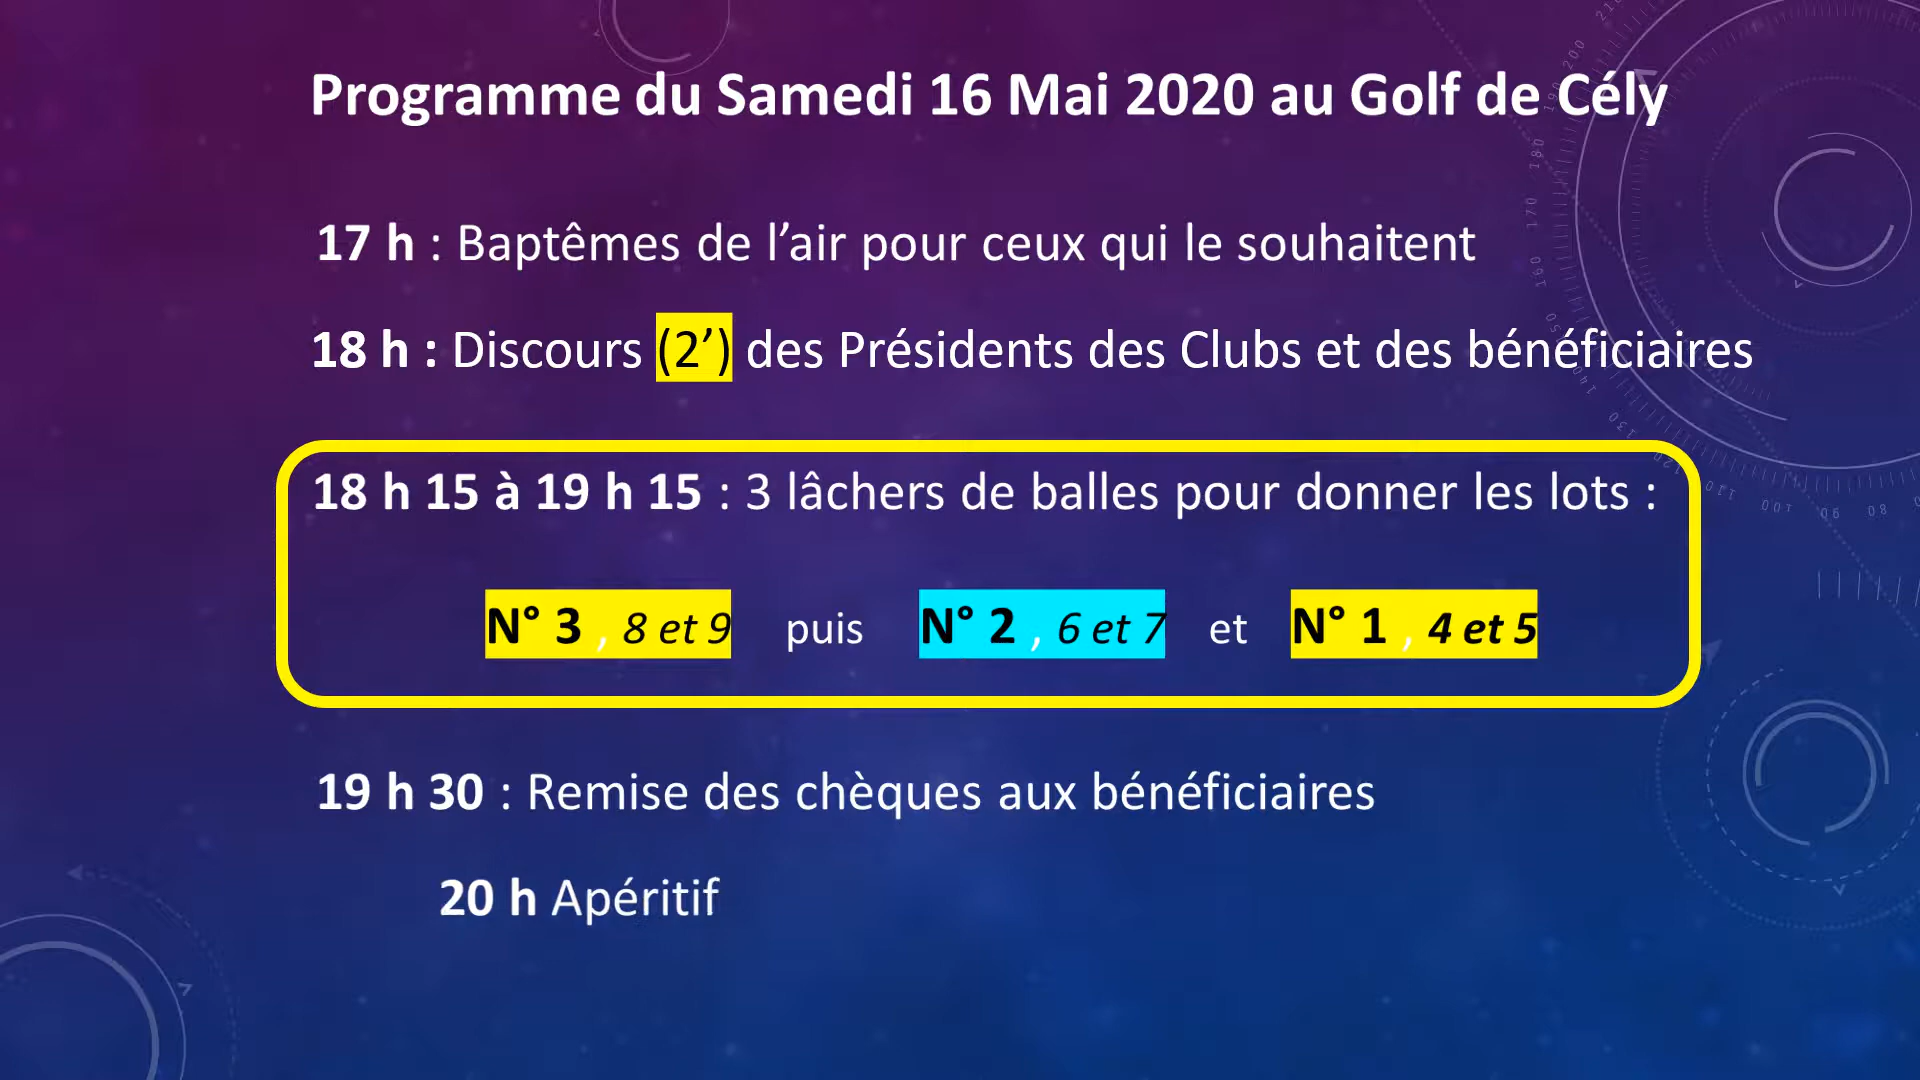 Programme du Samedi 16 Mai 2020 au Golf de Cély
17 h : Baptêmes de l’air pour ceux qui le souhaitent
18 h : Discours (2’) des Présidents des Clubs et des bénéficiaires
18 h 15 à 19 h 15 : 3 lâchers de balles pour donner les lots :
N° 3 , 8 et 9 puis N° 2 , 6 et 7 et N° 1 , 4 et 5
19 h 30 : Remise des chèques aux bénéficiaires
20 h Apéritif